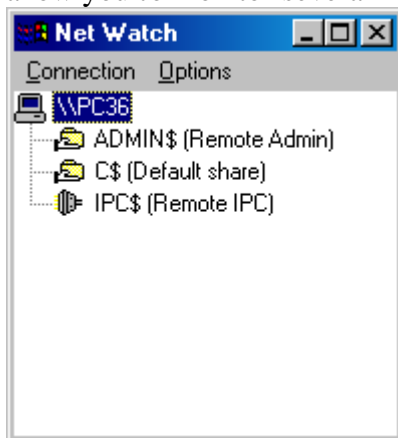 Net Watch
Connection Options
\\PC36
ADMIN$ (Remote Admin)
C$ (Default share)
IPC$ (Remote IPC)